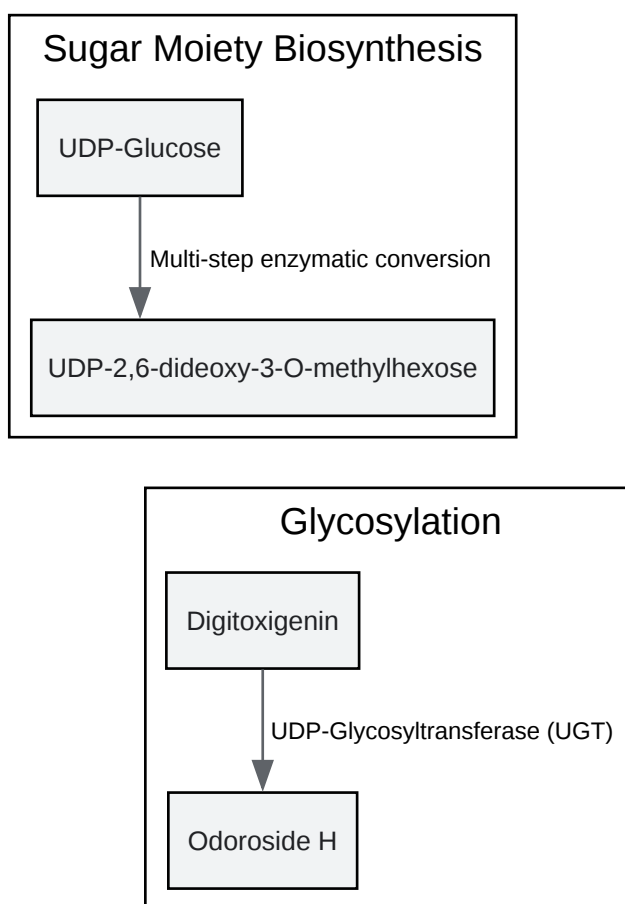 Sugar Moiety Biosynthesis
UDP-Glucose
Multi-step enzymatic conversion
UDP-2,6-dideoxy-3-O-methylhexose
Glycosylation
Digitoxigenin
UDP-Glycosyltransferase (UGT)
Odoroside H